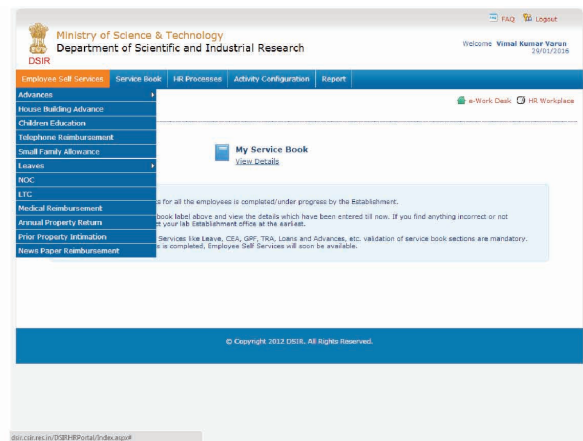 FAQ Logout
Ministry of Science & Technology
Department of Scientific and Industrial Research
DSIR
Welcome Vimal Kumar Varun
29/01/2016
Employee Self Services Service Book HR Processes Activity Configuration Report
Advances
House Building Advance
Children Education
Telephone Reimbursement
Small Family Allowance
Leaves
NOC
LTC
Medical Reimbursement
Annual Property Return
Prior Property Intimation
News Paper Reimbursement
e-Work Desk HR Workplace
My Service Book
View Details
s for all the employees is completed/under progress by the Establishment.
book label above and view the details which have been entered till now. If you find anything incorrect or not
ct your lab Establishment office at the earliest.
Services like Leave, CEA, GPF, TRA, Loans and Advances, etc. validation of service book sections are mandatory.
s is completed, Employee Self Services will soon be available.
© Copyright 2012 DSIR. All Rights Reserved.
dsir.csir.res.in/DSIRHRPortal/Index.aspx#